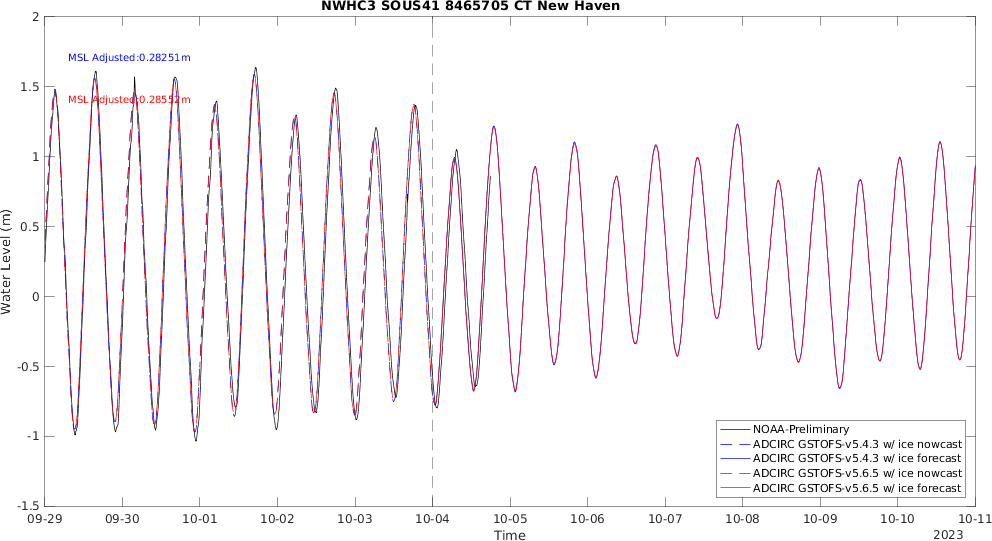 NWHC3 SOUS41 8465705 CT New Haven
2
MSL Adjusted:0.28251m
1.5
MSL Adjusted:0.28552m
1
0.5
Water Level (m)
0
-0.5
-1
NOAA-Preliminary
ADCIRC GSTOFS-v5.4.3 w/ ice nowcast
ADCIRC GSTOFS-v5.4.3 w/ ice forecast
ADCIRC GSTOFS-v5.6.5 w/ ice nowcast
ADCIRC GSTOFS-v5.6.5 w/ ice forecast
-1.5
09-29 09-30 10-01 10-02 10-03 10-04 10-05 10-06 10-07 10-08 10-09 10-10 10-11
Time 2023